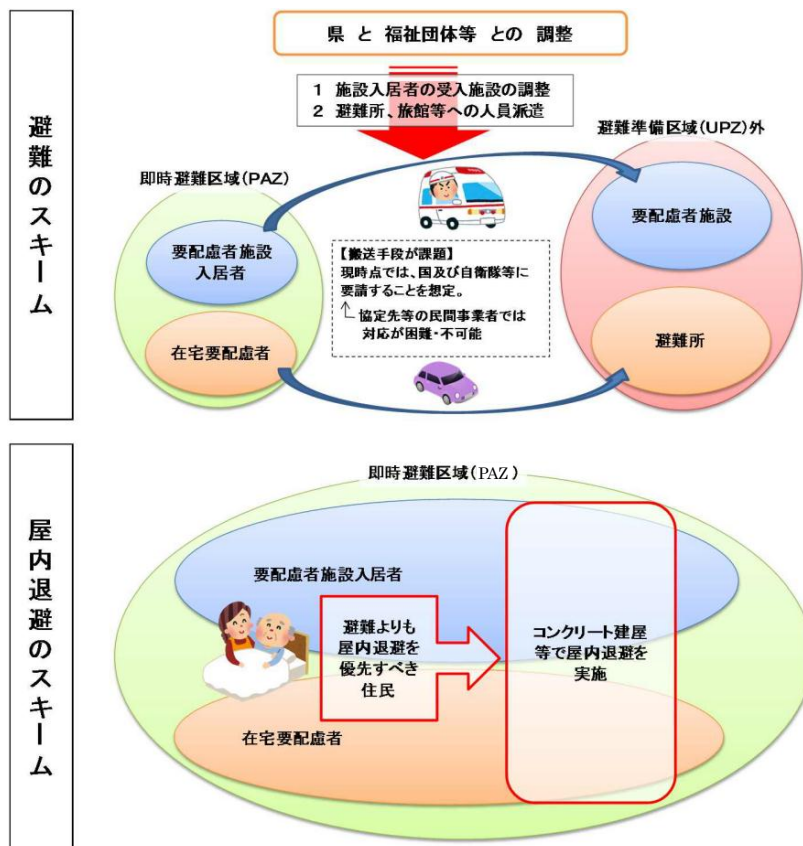 避難のスキーム
県 と 福祉団体等 との 調整
1 施設入居者の受入施設の調整
2 避難所、旅館等への人員派遣
避難準備区域(UPZ)外
即時避難区域(PAZ)
要配慮者施設
入居者
在宅要配慮者
【搬送手段が課題】
現時点では、国及び自衛隊等に
要請することを想定。
協定先等の民間事業者では
対応が困難・不可能
要配慮者施設
避難所
屋内退避のスキーム
即時避難区域(PAZ)
要配慮者施設入居者
避難よりも
屋内退避を
優先すべき
住民
コンクリート建屋
等で屋内退避を
実施
在宅要配慮者